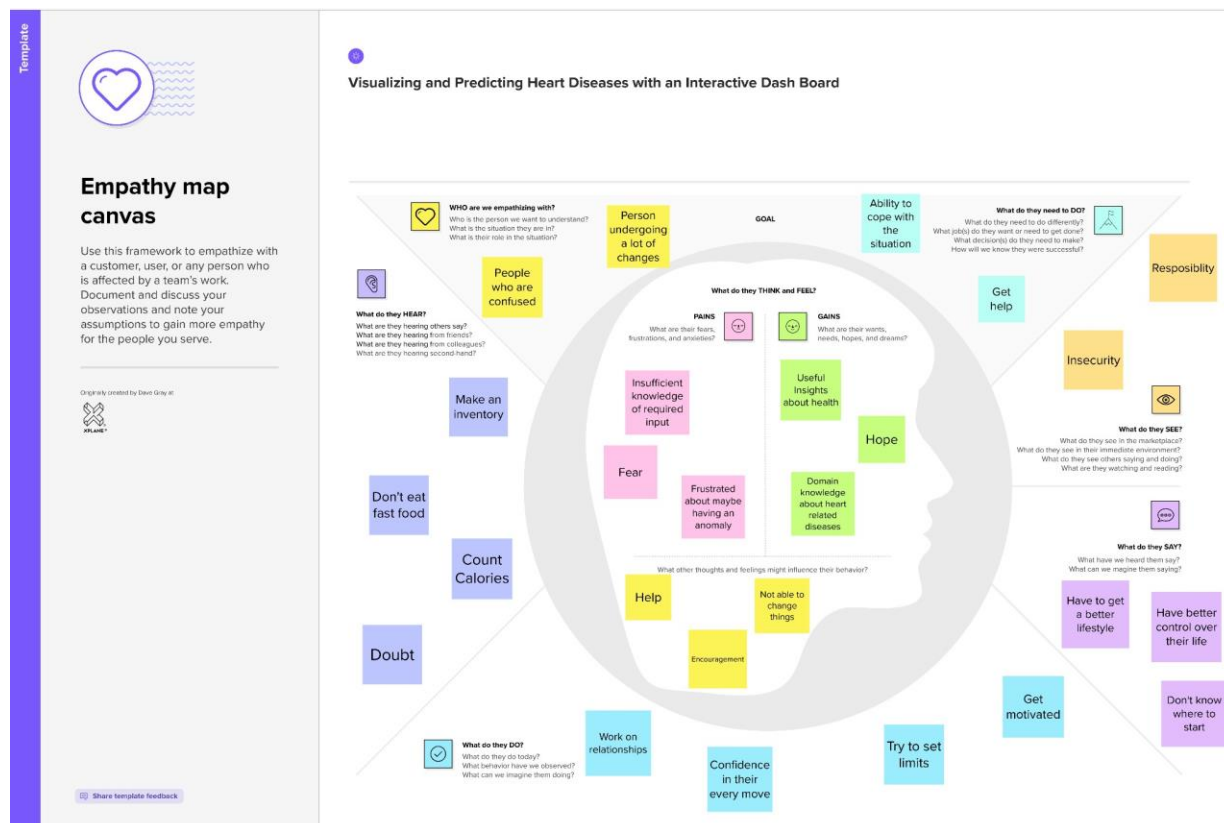 Template
Empathy map
canvas
Use this framework to empathize with
a customer, user, or any person who
is affected by a team's work.
Document and discuss your
observations and note your
assumptions to gain more empathy
for the people you serve.
Originally created by Dave Gray at
XPLANE
Share template feedback
Visualizing and Predicting Heart Diseases with an Interactive Dash Board
WHO are we empathizing with?
Who is the person we want to understand?
What is the situation they are in?
What is their role in the situation?
Person
undergoing
a lot of
changes
People
who are
confused
GOAL
Ability to
cope with
the
situation
What do they need to DO?
What do they need to do differently?
What job(s) do they want or need to get done?
What decision(s) do they need to make?
How will we know they were successful?
Get
help
Resposiblity
Insecurity
What do they HEAR?
What are they hearing others say?
What are they hearing from friends?
What are they hearing from colleagues?
What are they hearing second-hand?
Make an
inventory
Don't eat
fast food
Count
Calories
Doubt
What do they THINK and FEEL?
PAINS
What are their fears,
frustrations, and anxieties?
GAINS
What are their wants,
needs, hopes, and dreams?
Insufficient
knowledge
of required
input
Fear
Frustrated
about maybe
having an
anomaly
Useful
Insights
about health
Hope
Domain
knowledge
about heart
related
diseases
What other thoughts and feelings might influence their behavior?
Help
Not able to
change
things
Encouragement
What do they SEE?
What do they see in the marketplace?
What do they see in their immediate environment?
What do they see others saying and doing?
What are they watching and reading?
What do they SAY?
What have we heard them say?
What can we magine them saying?
Have to get
a better
lifestyle
Have better
control over
their life
Don't know
where to
start
What do they DO?
What do they do today?
What behavior have we observed?
What can we imagine them doing?
Work on
relationships
Confidence
in their
every move
Try to set
limits
Get
motivated